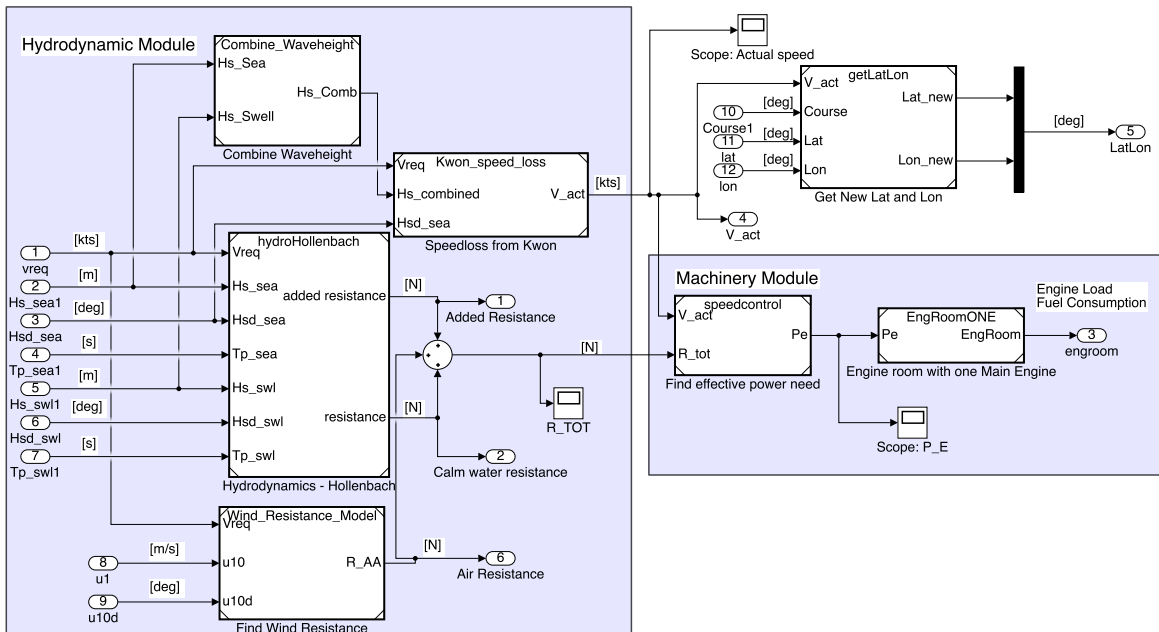 Hydrodynamic Module
Combine_Waveheight
Hs_Sea
Hs_Comb
Hs_Swell
Combine Waveheight
Scope: Actual speed
getLatLon
V_act
Lat_new
10
[deg]
Course
Course1
11
[deg]
Lat
lat
12
[deg]
Lon
lon
Lon_new
Get New Lat and Lon
[deg]
5
LatLon
Kwon_speed_loss
Vreq
Hs_combined
V_act
[kts]
Hsd_sea
Speedloss from Kwon
4
V_act
1
[kts]
vreq
2
[m]
Hs_sea1
3
[deg]
Hsd_sea
4
[s]
Tp_sea1
5
[m]
Hs_swl1
6
[deg]
Hsd_swl
7
[s]
Tp_swl1
hydroHollenbach
Vreq
Hs_sea
added resistance
Hsd_sea
Tp_sea
Hs_swl
resistance
Hsd_swl
Tp_swl
Hydrodynamics - Hollenbach
[N]
1
Added Resistance
[N]
R_TOT
[N]
2
Calm water resistance
Wind_Resistance_Model
Vreq
8
[m/s]
u10
u1
9
[deg]
u10d
u10d
R_AA
[N]
6
Air Resistance
Find Wind Resistance
Machinery Module
speedcontrol
V_act
Pe
R_tot
Find effective power need
EngRoomONE
Pe
EngRoom
Engine room with one Main Engine
Engine Load
Fuel Consumption
3
engroom
Scope: P_E